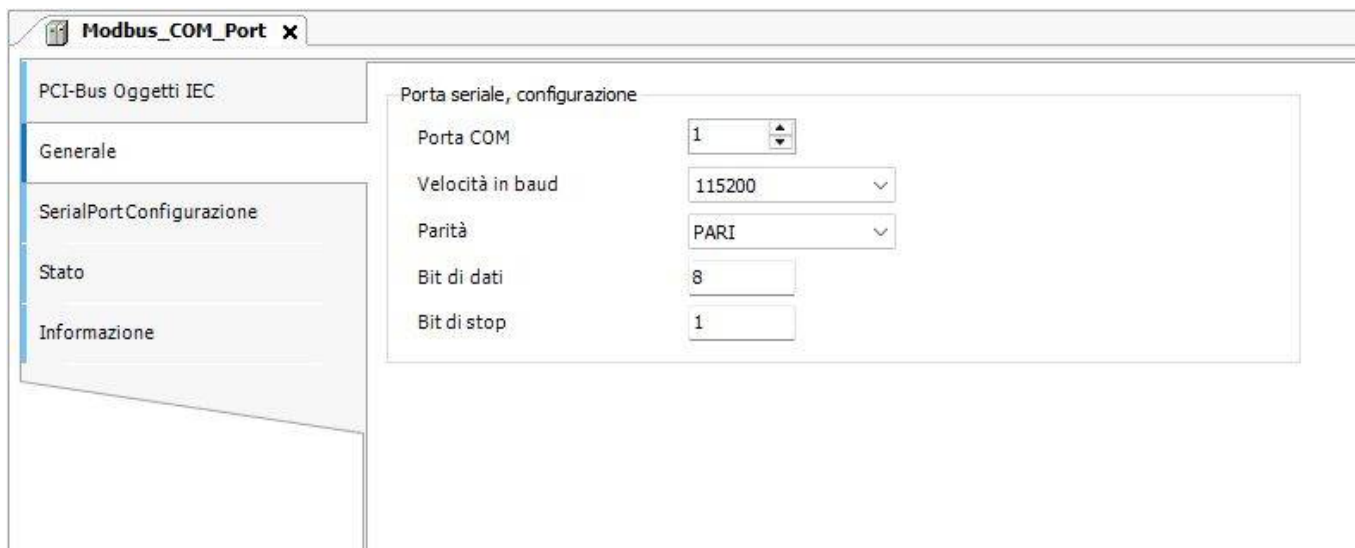 Modbus_COM_Port X
PCI-Bus Oggetti IEC
Generale
SerialPortConfigurazione
Stato
Informazione
Porta seriale, configurazione
Porta COM 1
Velocità in baud 115200
Parità PARI
Bit di dati 8
Bit di stop 1